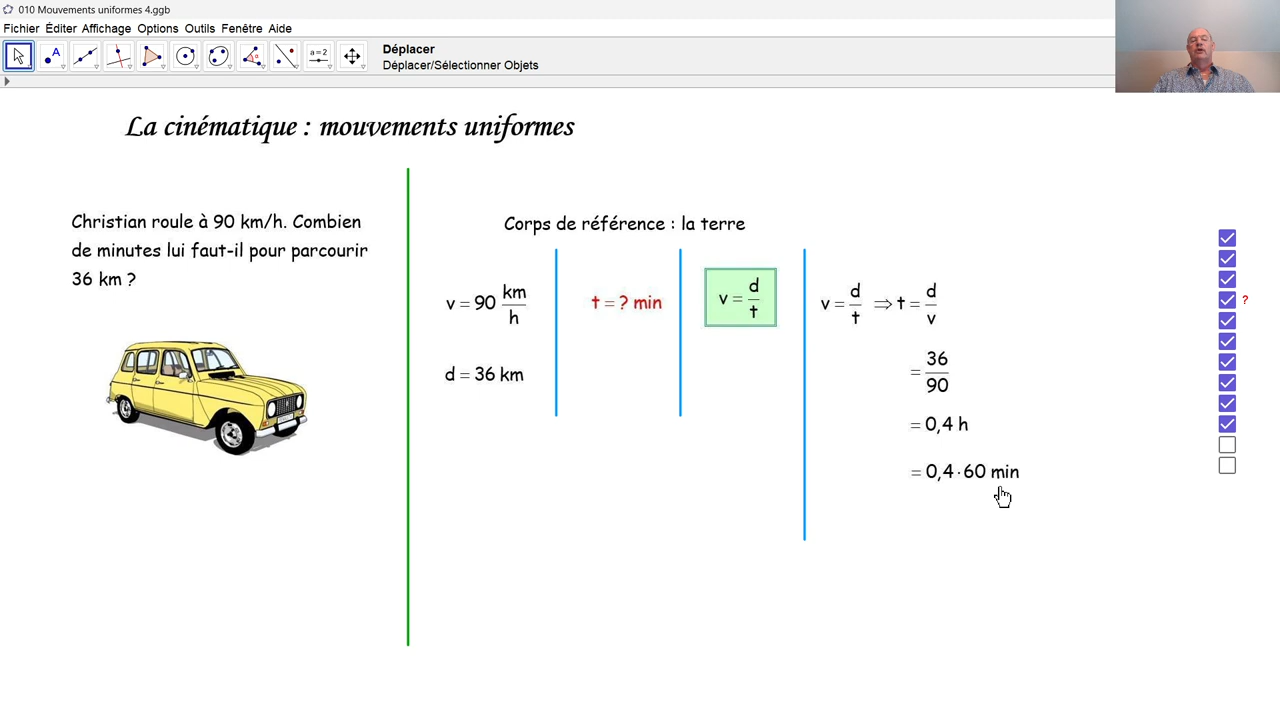 010 Mouvements uniformes 4.ggb
Fichier Éditer Affichage Options Outils Fenêtre Aide
A
a=2
Déplacer
Déplacer/Sélectionner Objets
La cinématique : mouvements uniformes
Christian roule à 90 km/h. Combien
de minutes lui faut-il pour parcourir
36 km ?
Corps de référence : la terre
v = 90 km/h
d = 36 km
t = ? min
v = d/t
v = d/t ⇒ t = d/v
= 36/90
= 0,4 h
= 0,4 · 60 min
?